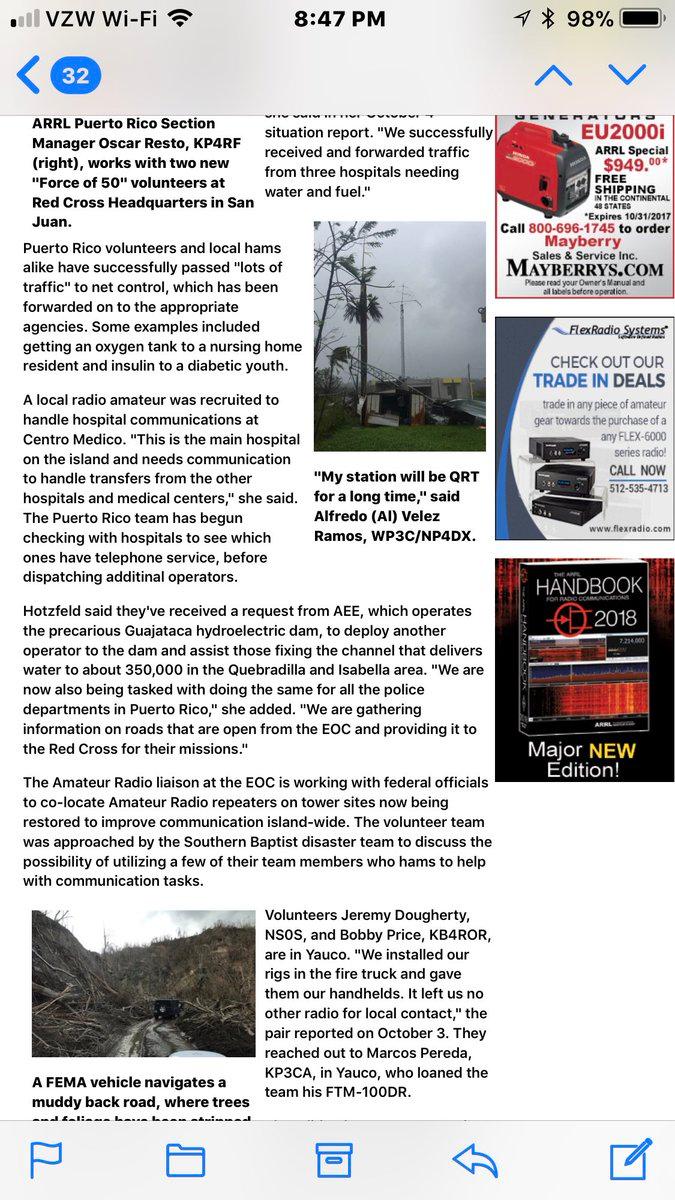 VZW Wi-Fi 8:47 PM 98%
32
ARRL Puerto Rico Section
Manager Oscar Resto, KP4RF
(right), works with two new
"Force of 50" volunteers at
Red Cross Headquarters in San
Juan.
she said in her October 4
situation report. "We successfully
received and forwarded traffic
from three hospitals needing
water and fuel."
Puerto Rico volunteers and local hams
alike have successfully passed "lots of
traffic" to net control, which has been
forwarded on to the appropriate
agencies. Some examples included
getting an oxygen tank to a nursing home
resident and insulin to a diabetic youth.
A local radio amateur was recruited to
handle hospital communications at
Centro Medico. "This is the main hospital
on the island and needs communication
to handle transfers from the other
hospitals and medical centers," she said.
The Puerto Rico team has begun
checking with hospitals to see which
ones have telephone service, before
dispatching additinal operators.
"My station will be QRT
for a long time," said
Alfredo (Al) Velez
Ramos, WP3C/NP4DX.
Hotzfeld said they've received a request from AEE, which operates
the precarious Guajataca hydroelectric dam, to deploy another
operator to the dam and assist those fixing the channel that delivers
water to about 350,000 in the Quebradilla and Isabella area. "We are
now also being tasked with doing the same for all the police
departments in Puerto Rico," she added. "We are gathering
information on roads that are open from the EOC and providing it to
the Red Cross for their missions."
The Amateur Radio liaison at the EOC is working with federal officials
to co-locate Amateur Radio repeaters on tower sites now being
restored to improve communication island-wide. The volunteer team
was approached by the Southern Baptist disaster team to discuss the
possibility of utilizing a few of their team members who hams to help
with communication tasks.
Volunteers Jeremy Dougherty,
NS0S, and Bobby Price, KB4ROR,
are in Yauco. "We installed our
rigs in the fire truck and gave
them our handhelds. It left us no
other radio for local contact," the
pair reported on October 3. They
reached out to Marcos Pereda,
KP3CA, in Yauco, who loaned the
team his FTM-100DR.
A FEMA vehicle navigates a
muddy back road, where trees
and foliage have been stripped
GENERATORS
EU2000i
ARRL Special
$949.00*
FREE
SHIPPING
IN THE CONTINENTAL
48 STATES
*Expires 10/31/2017
Call 800-696-1745 to order
Mayberry
Sales & Service Inc.
MAYBERRYS.COM
Please read your Owner's Manual and
all labels before operation.
FlexRadio Systems
Software Defined Radios
CHECK OUT OUR
TRADE IN DEALS
trade in any piece of amateur
gear towards the purchase of a
any FLEX-6000
series radio!
CALL NOW
512-535-4713
www.flexradio.com
THE ARRL
HANDBOOK
FOR RADIO COMMUNICATIONS
2018
7,214,000
HANDBOOK
ARRL
Major NEW
Edition!